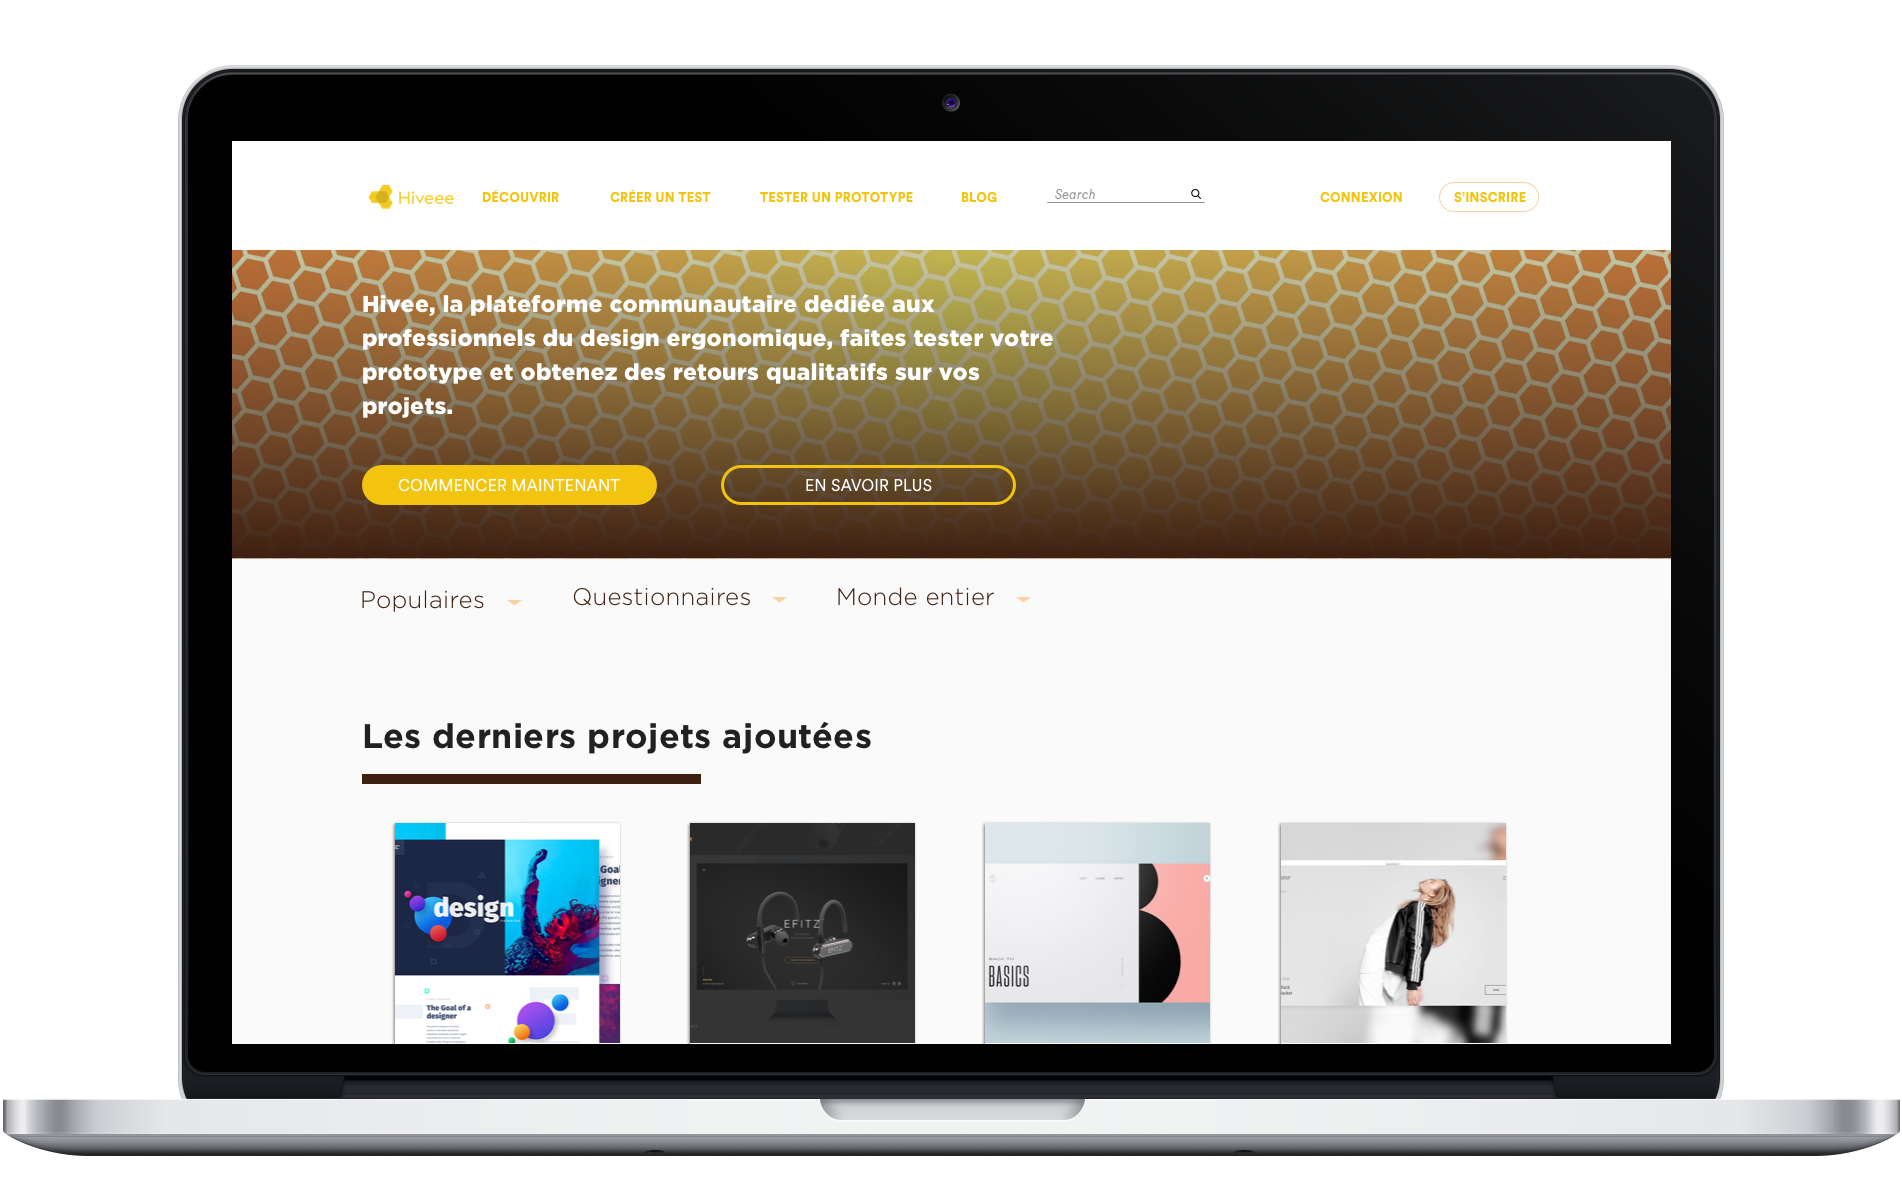 Hiveee
DÉCOUVRIR
CRÉER UN TEST
TESTER UN PROTOTYPE
BLOG
Search
CONNEXION
S'INSCRIRE
Hivee, la plateforme communautaire dediée aux
professionnels du design ergonomique, faites tester votre
prototype et obtenez des retours qualitatifs sur vos
projets.
COMMENCER MAINTENANT
EN SAVOIR PLUS
Populaires
Questionnaires
Monde entier
Les derniers projets ajoutées
design
The Goal of a
designer
EFITZ
EFITZ
BACK TO
BASICS